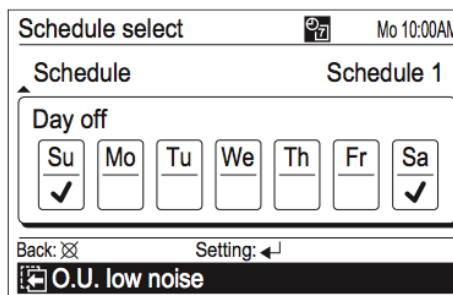 Schedule select 7 Mo 10:00AM
Schedule Schedule 1
Day off
Su Mo Tu We Th Fr Sa
Back: Setting:
O.U. low noise